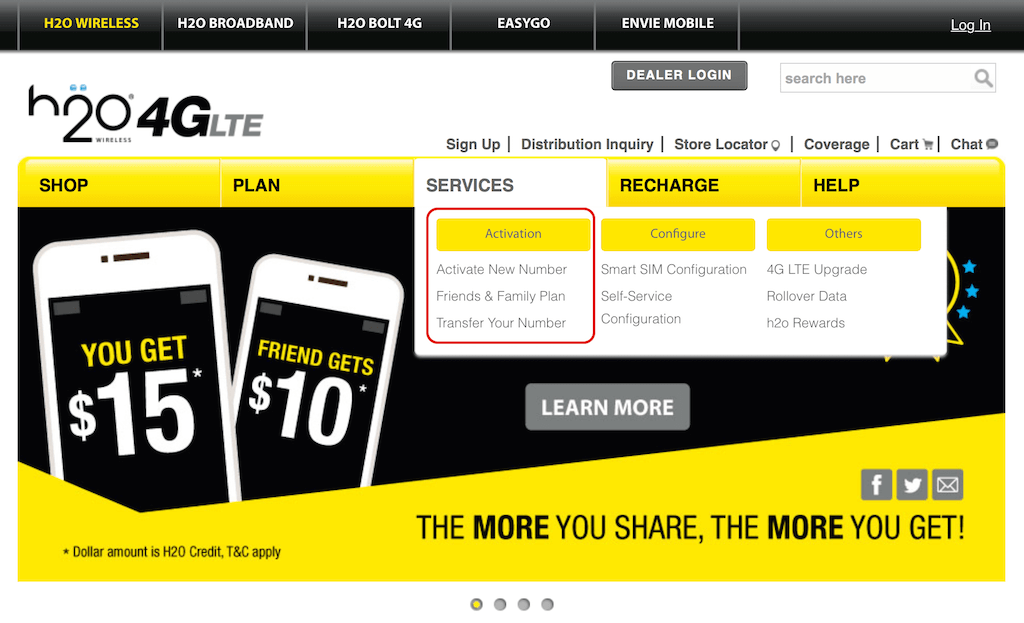 H2O WIRELESS
H2O BROADBAND
H2O BOLT 4G
EASYGO
ENVIE MOBILE
Log In
DEALER LOGIN
search here
h2o® 4G LTE
WIRELESS
Sign Up | Distribution Inquiry | Store Locator | Coverage | Cart | Chat
SHOP
PLAN
SERVICES
RECHARGE
HELP
Activation
Activate New Number
Friends & Family Plan
Transfer Your Number
Configure
Smart SIM Configuration
Self-Service
Configuration
Others
4G LTE Upgrade
Rollover Data
h2o Rewards
YOU GET
$15*
FRIEND GETS
$10*
LEARN MORE
THE MORE YOU SHARE, THE MORE YOU GET!
* Dollar amount is H2O Credit, T&C apply